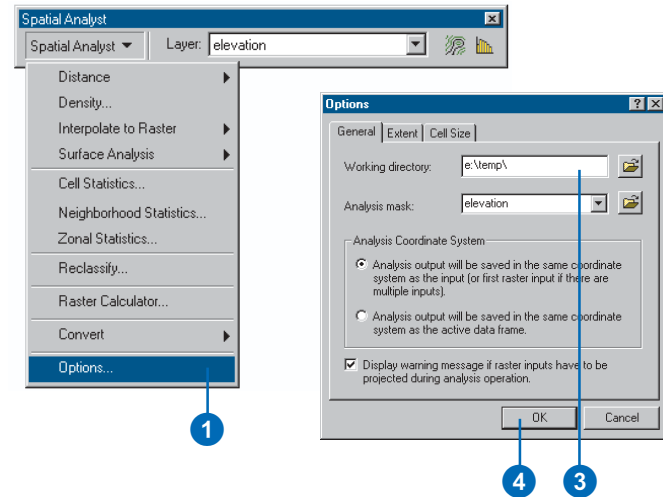 Spatial Analyst
Spatial Analyst
Layer: elevation
Distance
Density...
Interpolate to Raster
Surface Analysis
Cell Statistics...
Neighborhood Statistics...
Zonal Statistics...
Reclassify...
Raster Calculator...
Convert
Options...
1
Options
General Extent Cell Size
Working directory: e:\temp\
Analysis mask: elevation
Analysis Coordinate System
Analysis output will be saved in the same coordinate
system as the input (or first raster input if there are
multiple inputs).
Analysis output will be saved in the same coordinate
system as the active data frame.
Display warning message if raster inputs have to be
projected during analysis operation.
OK Cancel
4 3